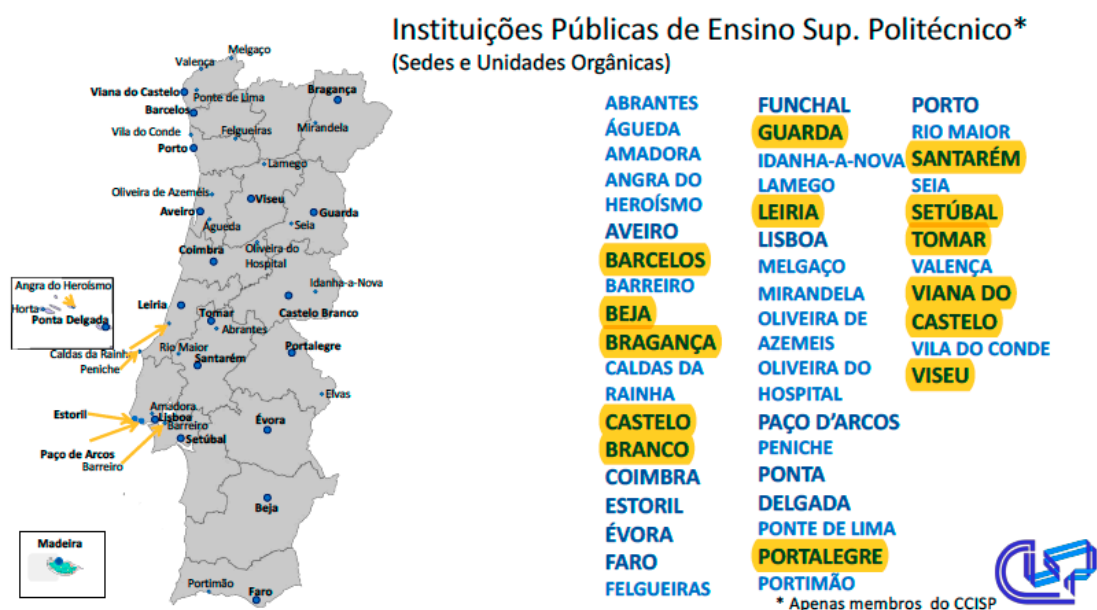 Instituições Públicas de Ensino Sup. Politécnico*
(Sedes e Unidades Orgânicas)
Melgaço
Valença
Viana do Castelo
Ponte de Lima
Bragança
Barcelos
Vila do Conde
Felgueiras
Mirandela
Porto
Lamego
Oliveira de Azeméis
Viseu
Aveiro
Guarda
Águeda
Seia
Coimbra
Oliveira do
Hospital
Idanha-a-Nova
Angra do Heroísmo
Horta
Ponta Delgada
Leiria
Tomar
Castelo Branco
Abrantes
Caldas da Rainha
Rio Maior
Portalegre
Peniche
Santarém
Elvas
Amadora
Estoril
Lisboa
Barreiro
Évora
Setúbal
Paço de Arcos
Barreiro
Beja
Madeira
Portimão
Faro
ABRANTES
ÁGUEDA
AMADORA
ANGRA DO
HEROÍSMO
AVEIRO
BARCELOS
BARREIRO
BEJA
BRAGANÇA
CALDAS DA
RAINHA
CASTELO
BRANCO
COIMBRA
ESTORIL
ÉVORA
FARO
FELGUEIRAS
FUNCHAL
GUARDA
IDANHA-A-NOVA
LAMEGO
LEIRIA
LISBOA
MELGAÇO
MIRANDELA
OLIVEIRA DE
AZEMEIS
OLIVEIRA DO
HOSPITAL
PAÇO D’ARCOS
PENICHE
PONTA
DELGADA
PONTE DE LIMA
PORTALEGRE
PORTIMÃO
PORTO
RIO MAIOR
SANTARÉM
SEIA
SETÚBAL
TOMAR
VALENÇA
VIANA DO
CASTELO
VILA DO CONDE
VISEU
* Apenas membros do CCISP